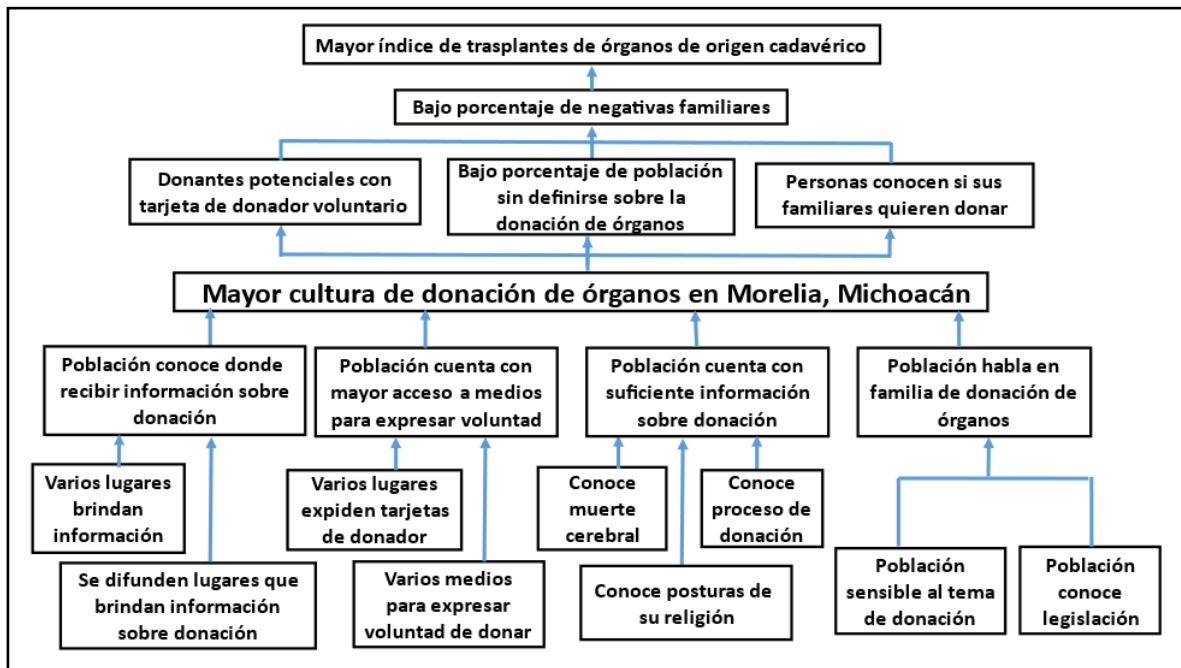 Mayor índice de trasplantes de órganos de origen cadavérico
Bajo porcentaje de negativas familiares
Donantes potenciales con
tarjeta de donador voluntario
Bajo porcentaje de población
sin definirse sobre la
donación de órganos
Personas conocen si sus
familiares quieren donar
Mayor cultura de donación de órganos en Morelia, Michoacán
Población conoce donde
recibir información sobre
donación
Población cuenta con
mayor acceso a medios
para expresar voluntad
Población cuenta con
suficiente información
sobre donación
Población habla en
familia de donación de
órganos
Varios lugares
brindan
información
Varios lugares
expiden tarjetas
de donador
Conoce
muerte
cerebral
Conoce
proceso de
donación
Se difunden lugares que
brindan información
sobre donación
Varios medios
para expresar
voluntad de donar
Conoce posturas de
su religión
Población
sensible al tema
de donación
Población
conoce
legislación